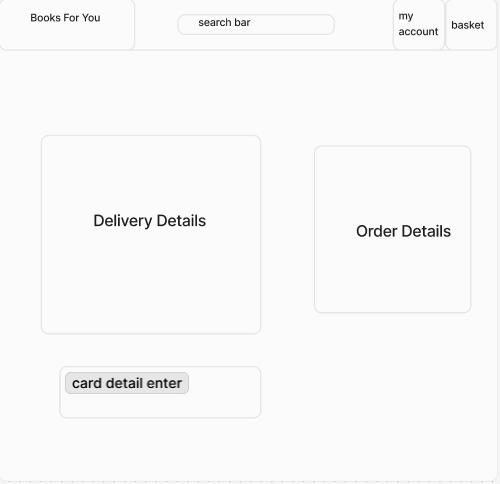 Books For You
search bar
my
account
basket
Delivery Details
Order Details
card detail enter